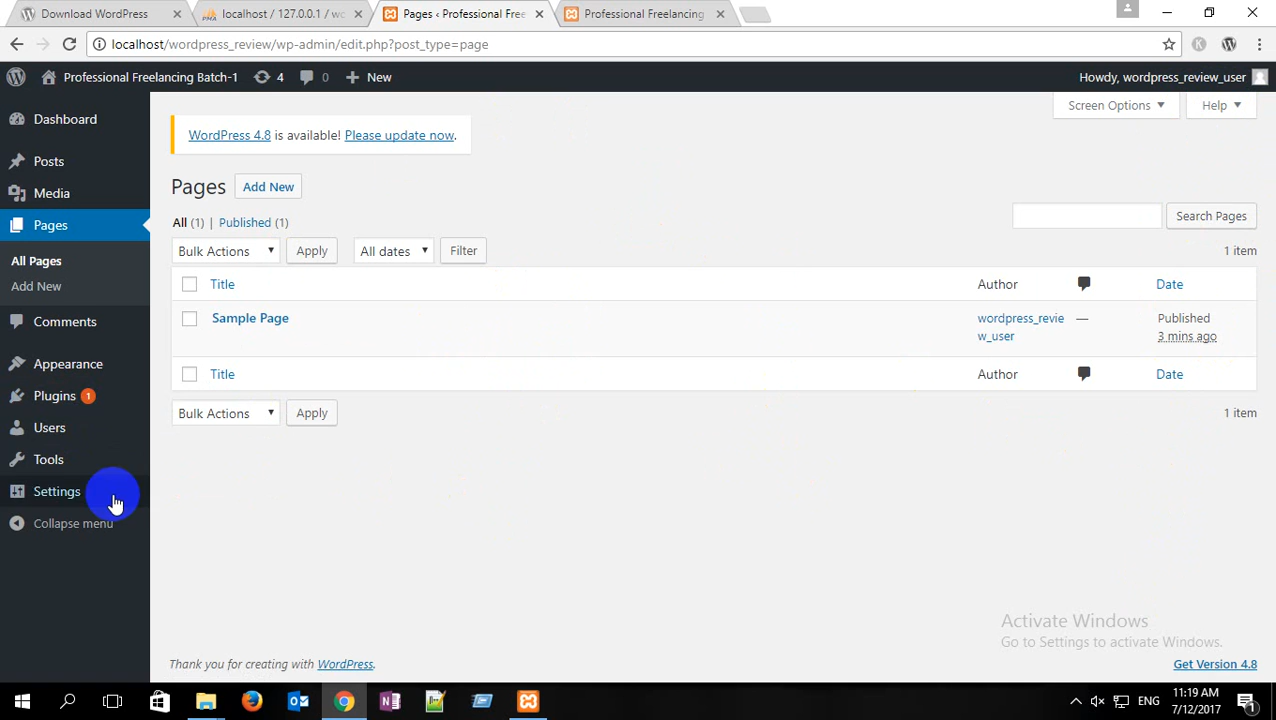 Download WordPress
localhost / 127.0.0.1 / wo
Pages ‹ Professional Free
Professional Freelancing
localhost/wordpress_review/wp-admin/edit.php?post_type=page
Professional Freelancing Batch-1
4
0
New
Howdy, wordpress_review_user
Screen Options
Help
Dashboard
Posts
Media
Pages
All Pages
Add New
Comments
Appearance
Plugins 1
Users
Tools
Settings
Collapse menu
WordPress 4.8 is available! Please update now.
Pages Add New
All (1) | Published (1)
Search Pages
Bulk Actions Apply All dates Filter
1 item
Title Author Date
Sample Page wordpress_revie — Published
w_user 3 mins ago
Title Author Date
Bulk Actions Apply
1 item
Activate Windows
Go to Settings to activate Windows.
Thank you for creating with WordPress.
Get Version 4.8
ENG
11:19 AM
7/12/2017
1